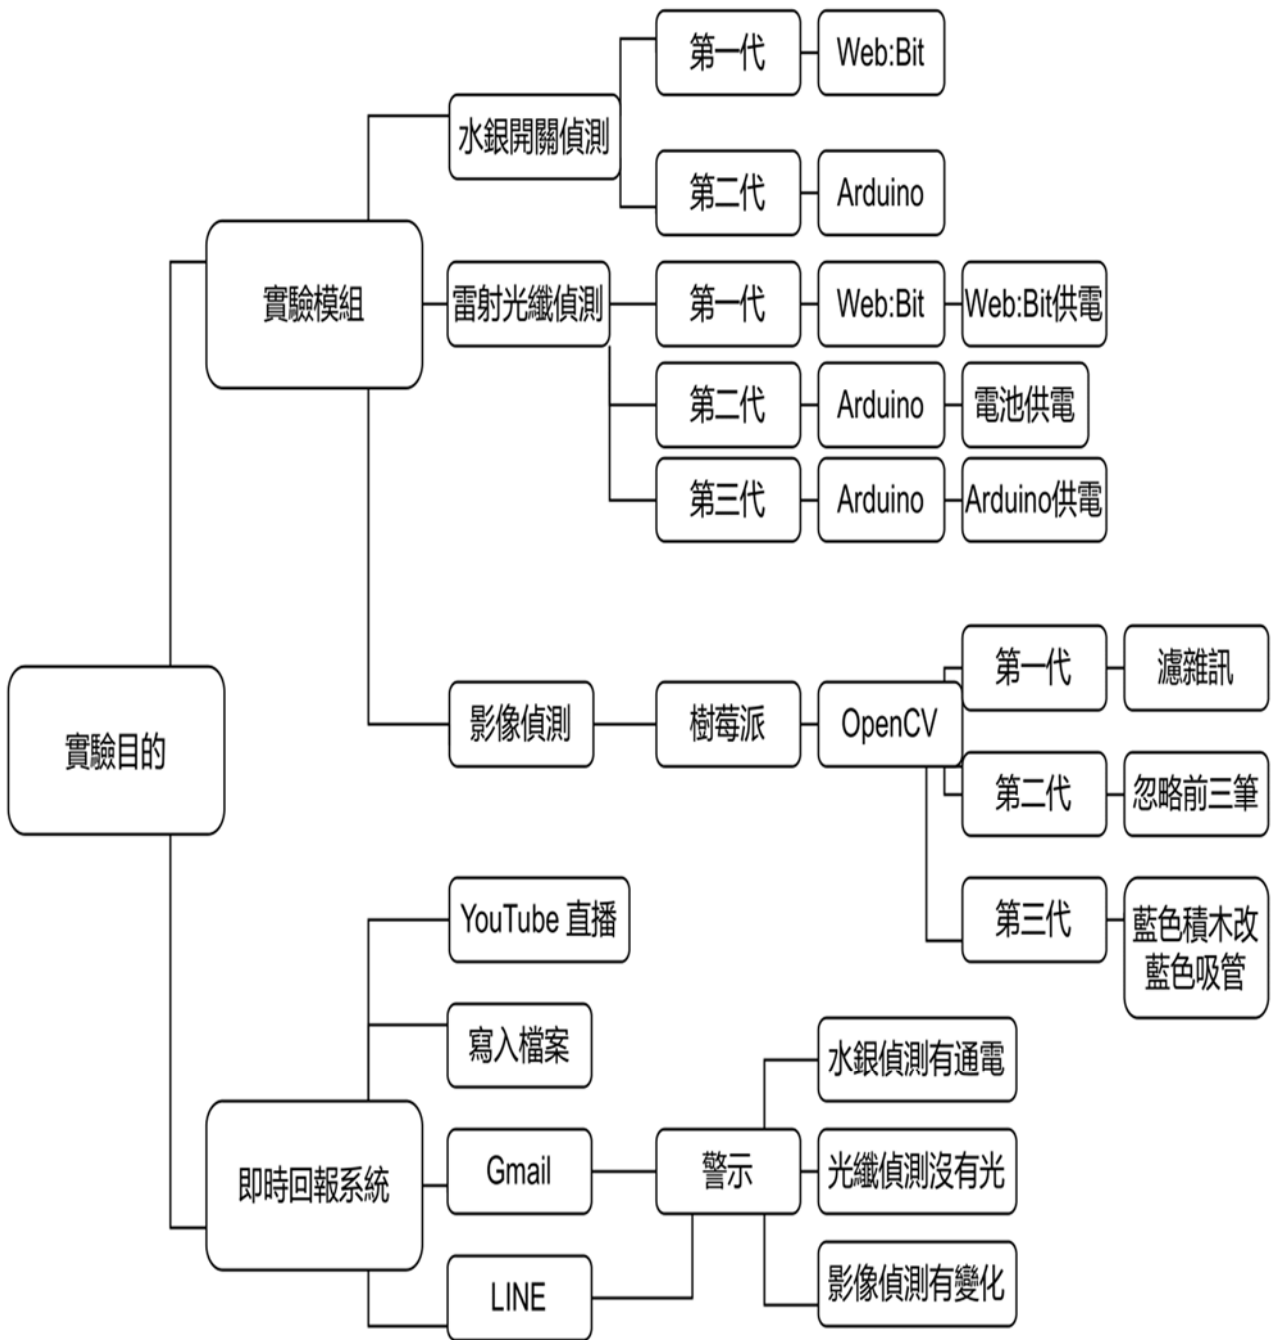 第一代
Web:Bit
水銀開關偵測
第二代
Arduino
實驗模組
雷射光纖偵測
第一代
Web:Bit
Web:Bit供電
第二代
Arduino
電池供電
第三代
Arduino
Arduino供電
實驗目的
影像偵測
樹莓派
OpenCV
第一代
濾雜訊
第二代
忽略前三筆
第三代
藍色積木改
藍色吸管
YouTube 直播
寫入檔案
即時回報系統
Gmail
警示
水銀偵測有通電
光纖偵測沒有光
影像偵測有變化
LINE